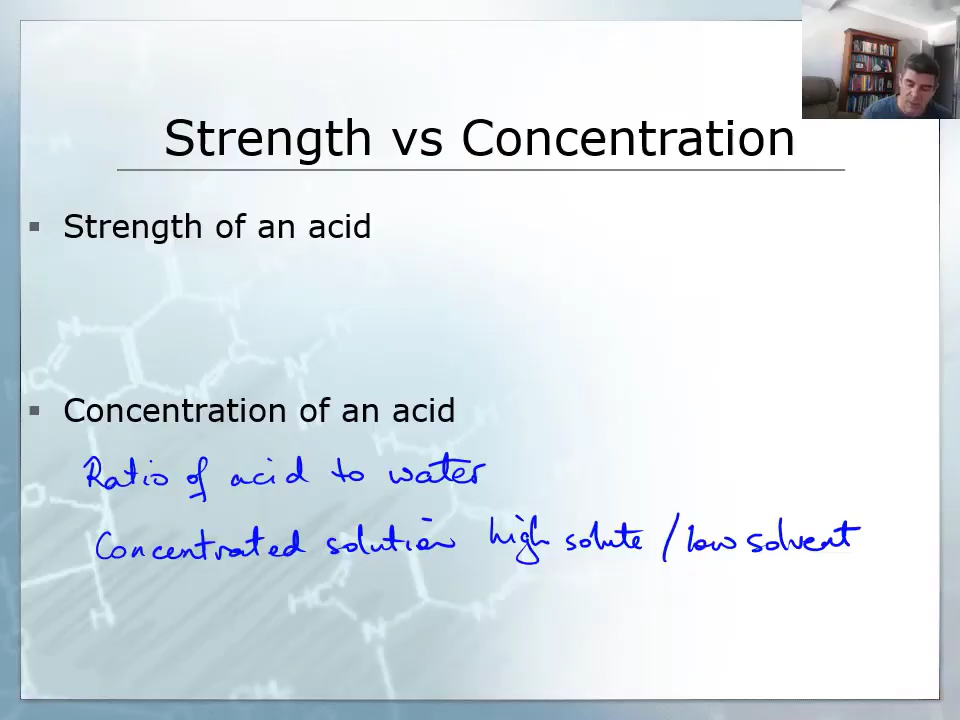 Strength vs Concentration
Strength of an acid
Concentration of an acid
Ratio of acid to water
Concentrated solution high solute / low solvent